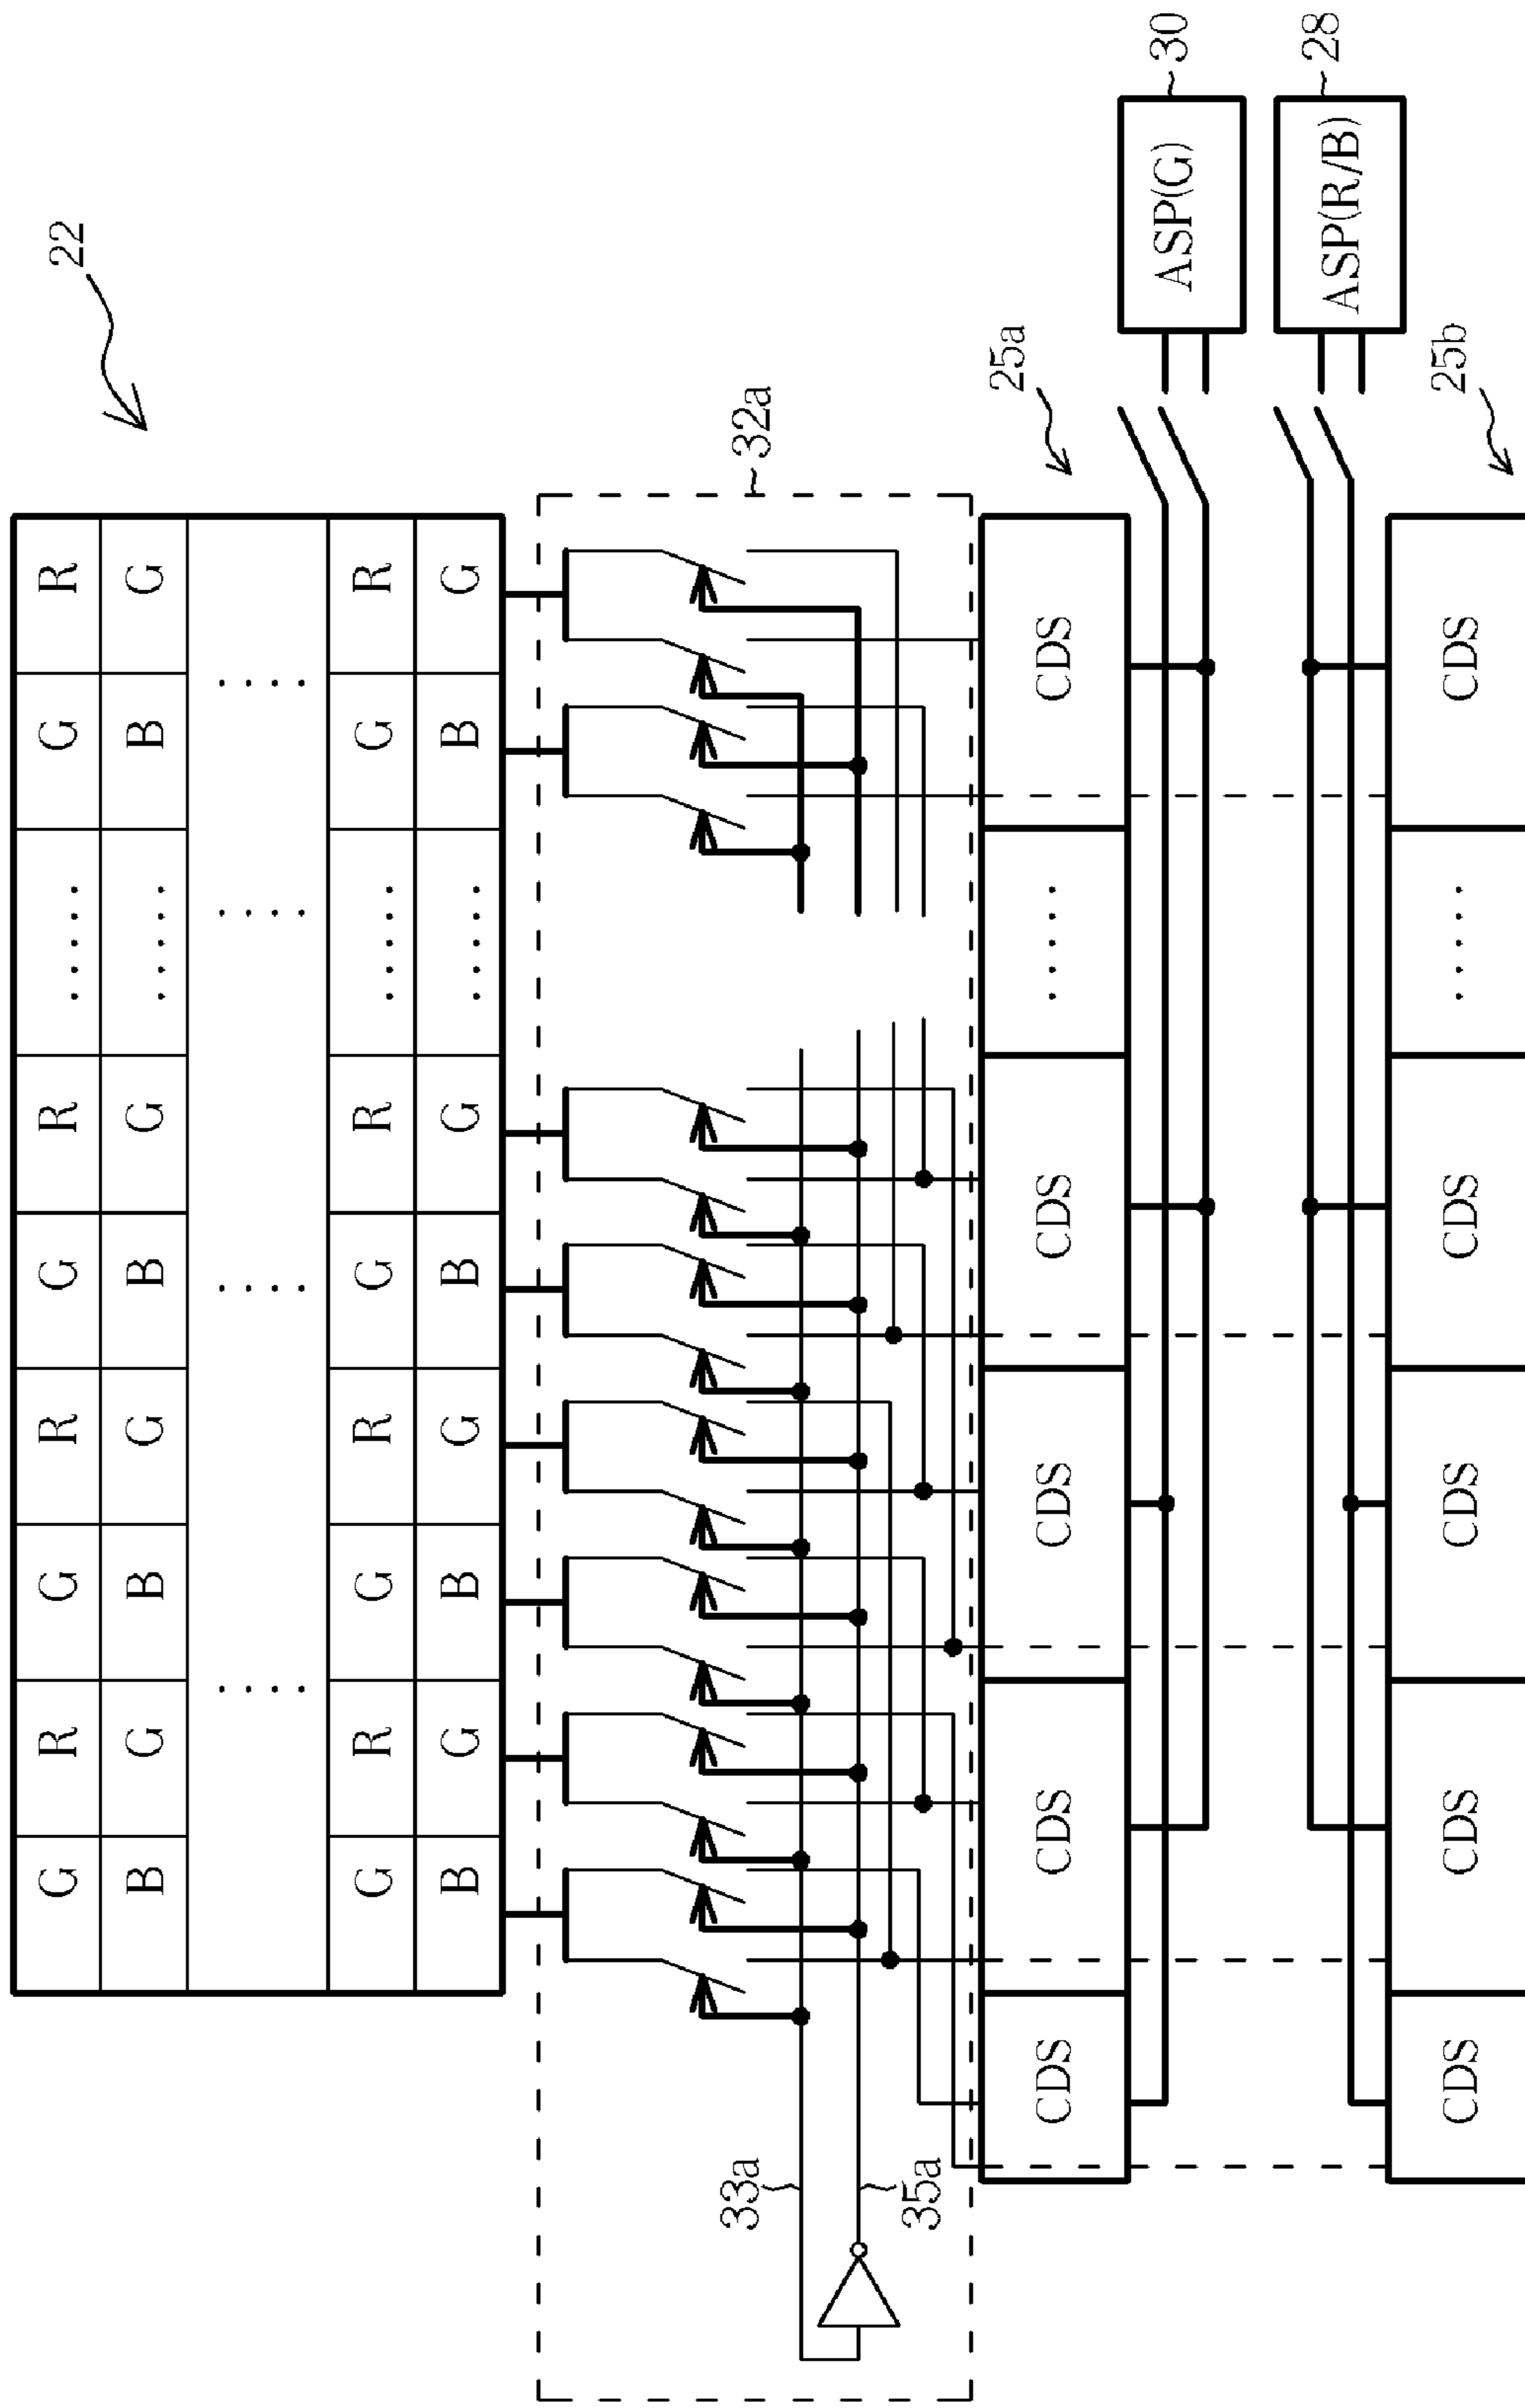 22
G R G R G R ..... G R
B G B G B G ..... B G
G R G R G R ..... G R
B G B G B G ..... B G
33a
32a
35a
25a
CDS CDS CDS CDS ..... CDS
ASP(G) 30
ASP(R/B) 28
25b
CDS CDS CDS CDS ..... CDS